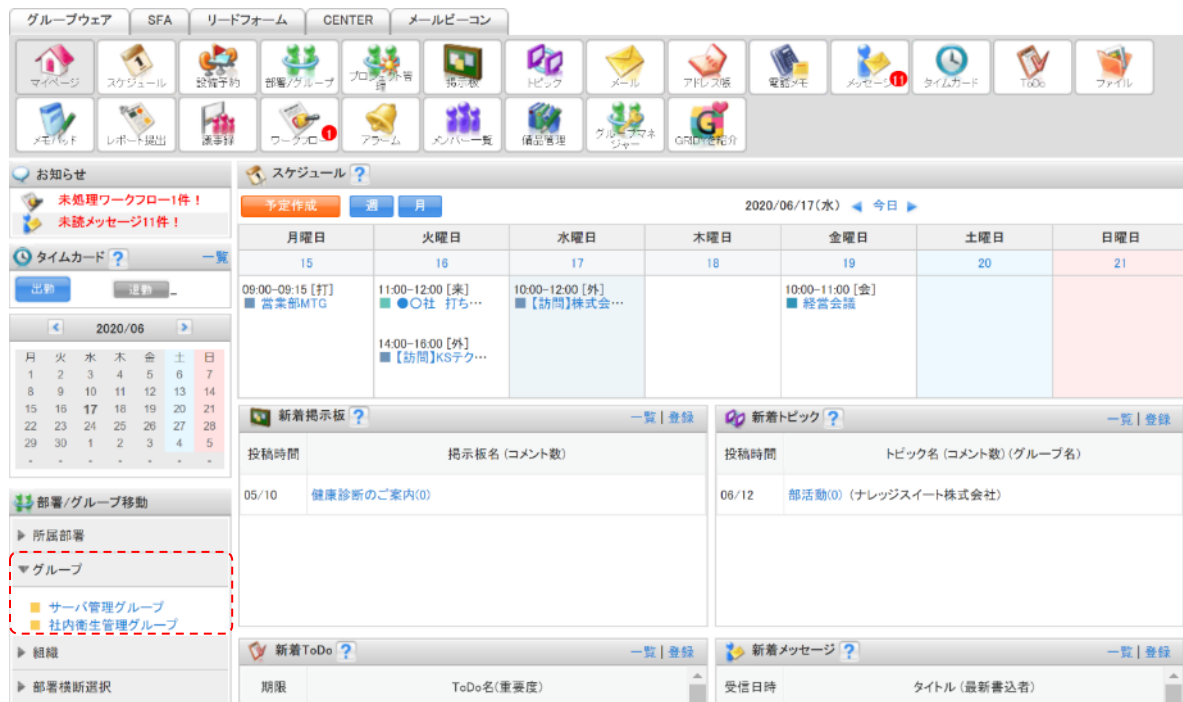 グループウェア SFA リードフォーム CENTER メールビーコン
マイページ スケジュール 設備予約 部署/グループ プロジェクト管理 掲示板 トピック メール アドレス帳 電話メモ メッセージ 11 タイムカード ToDo ファイル
メモパッド レポート提出 議事録 ワークフロー 1 アラーム メンバー一覧 備品管理 グループマネージャー GRIDYを紹介
お知らせ
未処理ワークフロー1件！
未読メッセージ11件！
タイムカード ? 一覧
出勤 退勤 _
2020/06
月 火 水 木 金 土 日
1 2 3 4 5 6 7
8 9 10 11 12 13 14
15 16 17 18 19 20 21
22 23 24 25 26 27 28
29 30 1 2 3 4 5
- - - - - - -
部署/グループ移動
所属部署
グループ
サーバ管理グループ
社内衛生管理グループ
組織
部署横断選択
スケジュール ?
予定作成 週 月 2020/06/17(水) 今日
月曜日 火曜日 水曜日 木曜日 金曜日 土曜日 日曜日
15 16 17 18 19 20 21
09:00-09:15 [打]
営業部MTG
11:00-12:00 [来]
●○社 打ち…
14:00-16:00 [外]
【訪問】KSテク…
10:00-12:00 [外]
【訪問】株式会…
10:00-11:00 [会]
経営会議
新着掲示板 ? 一覧 | 登録
投稿時間 掲示板名 (コメント数)
05/10 健康診断のご案内(0)
新着トピック ? 一覧 | 登録
投稿時間 トピック名 (コメント数) (グループ名)
06/12 部活動(0) (ナレッジスイート株式会社)
新着ToDo ? 一覧 | 登録
期限 ToDo名(重要度)
新着メッセージ ? 一覧 | 登録
受信日時 タイトル (最新書込者)